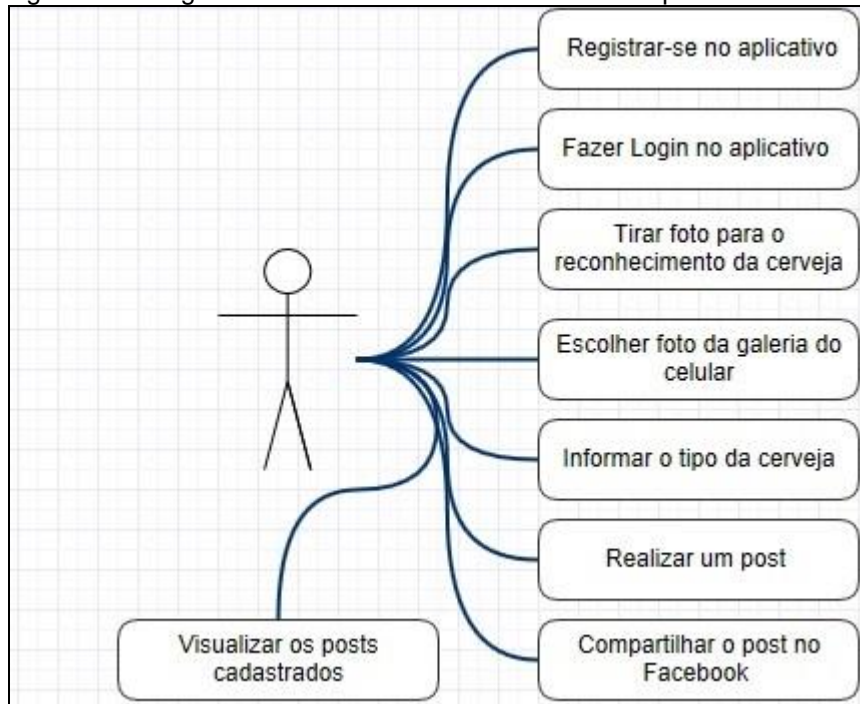 Registrar-se no aplicativo
Fazer Login no aplicativo
Tirar foto para o
reconhecimento da cerveja
Escolher foto da galeria do
celular
Informar o tipo da cerveja
Realizar um post
Compartilhar o post no
Facebook
Visualizar os posts
cadastrados